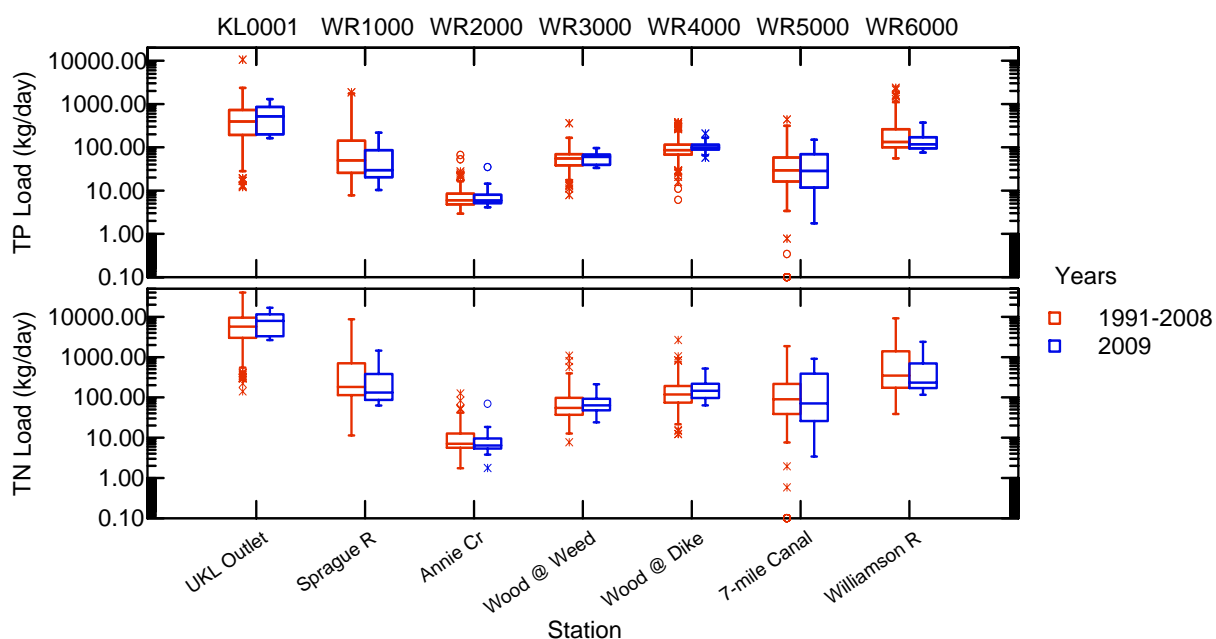 KL0001 WR1000 WR2000 WR3000 WR4000 WR5000 WR6000
TP Load (kg/day)
10000.00
1000.00
100.00
10.00
1.00
0.10
TN Load (kg/day)
10000.00
1000.00
100.00
10.00
1.00
0.10
UKL Outlet
Sprague R
Annie Cr
Wood @ Weed
Wood @ Dike
7-mile Canal
Williamson R
Station
Years
1991-2008
2009